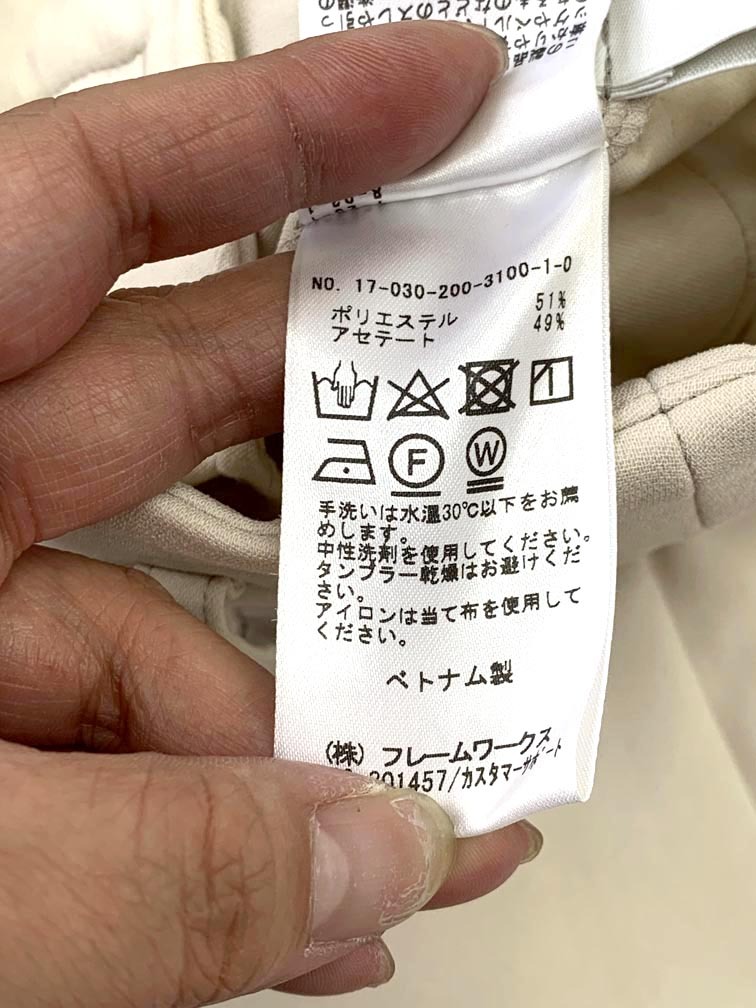 NO. 17-030-200-3100-1-0
ポリエステル 51%
アセテート 49%
F W
手洗いは水温30℃以下をお薦
めします。
中性洗剤を使用してください。
タンブラー乾燥はお避けくだ
さい。
アイロンは当て布を使用して
ください。
ベトナム製
(株) フレームワークス
301457/カスタマーサポート